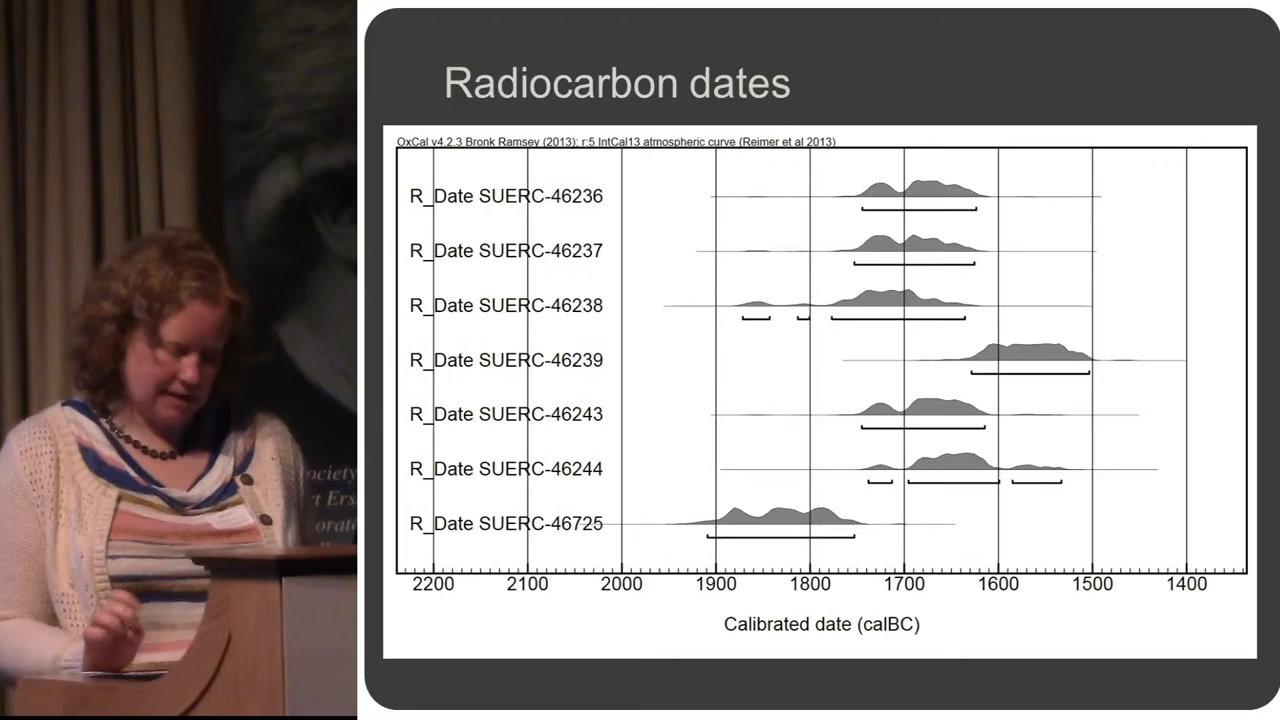 Radiocarbon dates
OxCal v4.2.3 Bronk Ramsey (2013); r:5 IntCal13 atmospheric curve (Reimer et al 2013)
R_Date SUERC-46236
R_Date SUERC-46237
R_Date SUERC-46238
R_Date SUERC-46239
R_Date SUERC-46243
R_Date SUERC-46244
R_Date SUERC-46725
2200 2100 2000 1900 1800 1700 1600 1500 1400
Calibrated date (calBC)
ociety